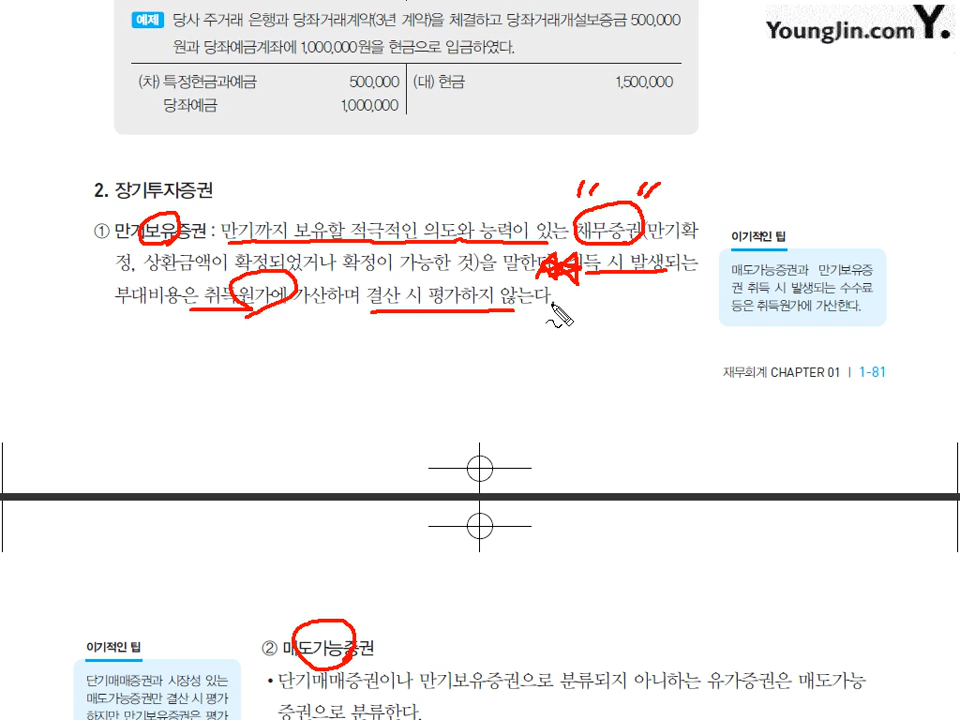 예제 당사 주거래 은행과 당좌거래계약(3년 계약)을 체결하고 당좌거래개설보증금 500,000
원과 당좌예금계좌에 1,000,000원을 현금으로 입금하였다.
(차) 특정현금과예금 500,000 (대) 현금 1,500,000
당좌예금 1,000,000
YoungJin.com Y.
2. 장기투자증권
① 만기보유증권 : 만기까지 보유할 적극적인 의도와 능력이 있는 채무증권(만기확
정, 상환금액이 확정되었거나 확정이 가능한 것)을 말한다. 취득 시 발생되는
부대비용은 취득원가에 가산하며 결산 시 평가하지 않는다.
이기적인 팁
매도가능증권과 만기보유증
권 취득 시 발생되는 수수료
등은 취득원가에 가산한다.
재무회계 CHAPTER 01 | 1-81
이기적인 팁
단기매매증권과 시장성 있는
매도가능증권만 결산 시 평가
하지만 만기보유증권은 평가
② 매도가능증권
• 단기매매증권이나 만기보유증권으로 분류되지 아니하는 유가증권은 매도가능
증권으로 분류한다.